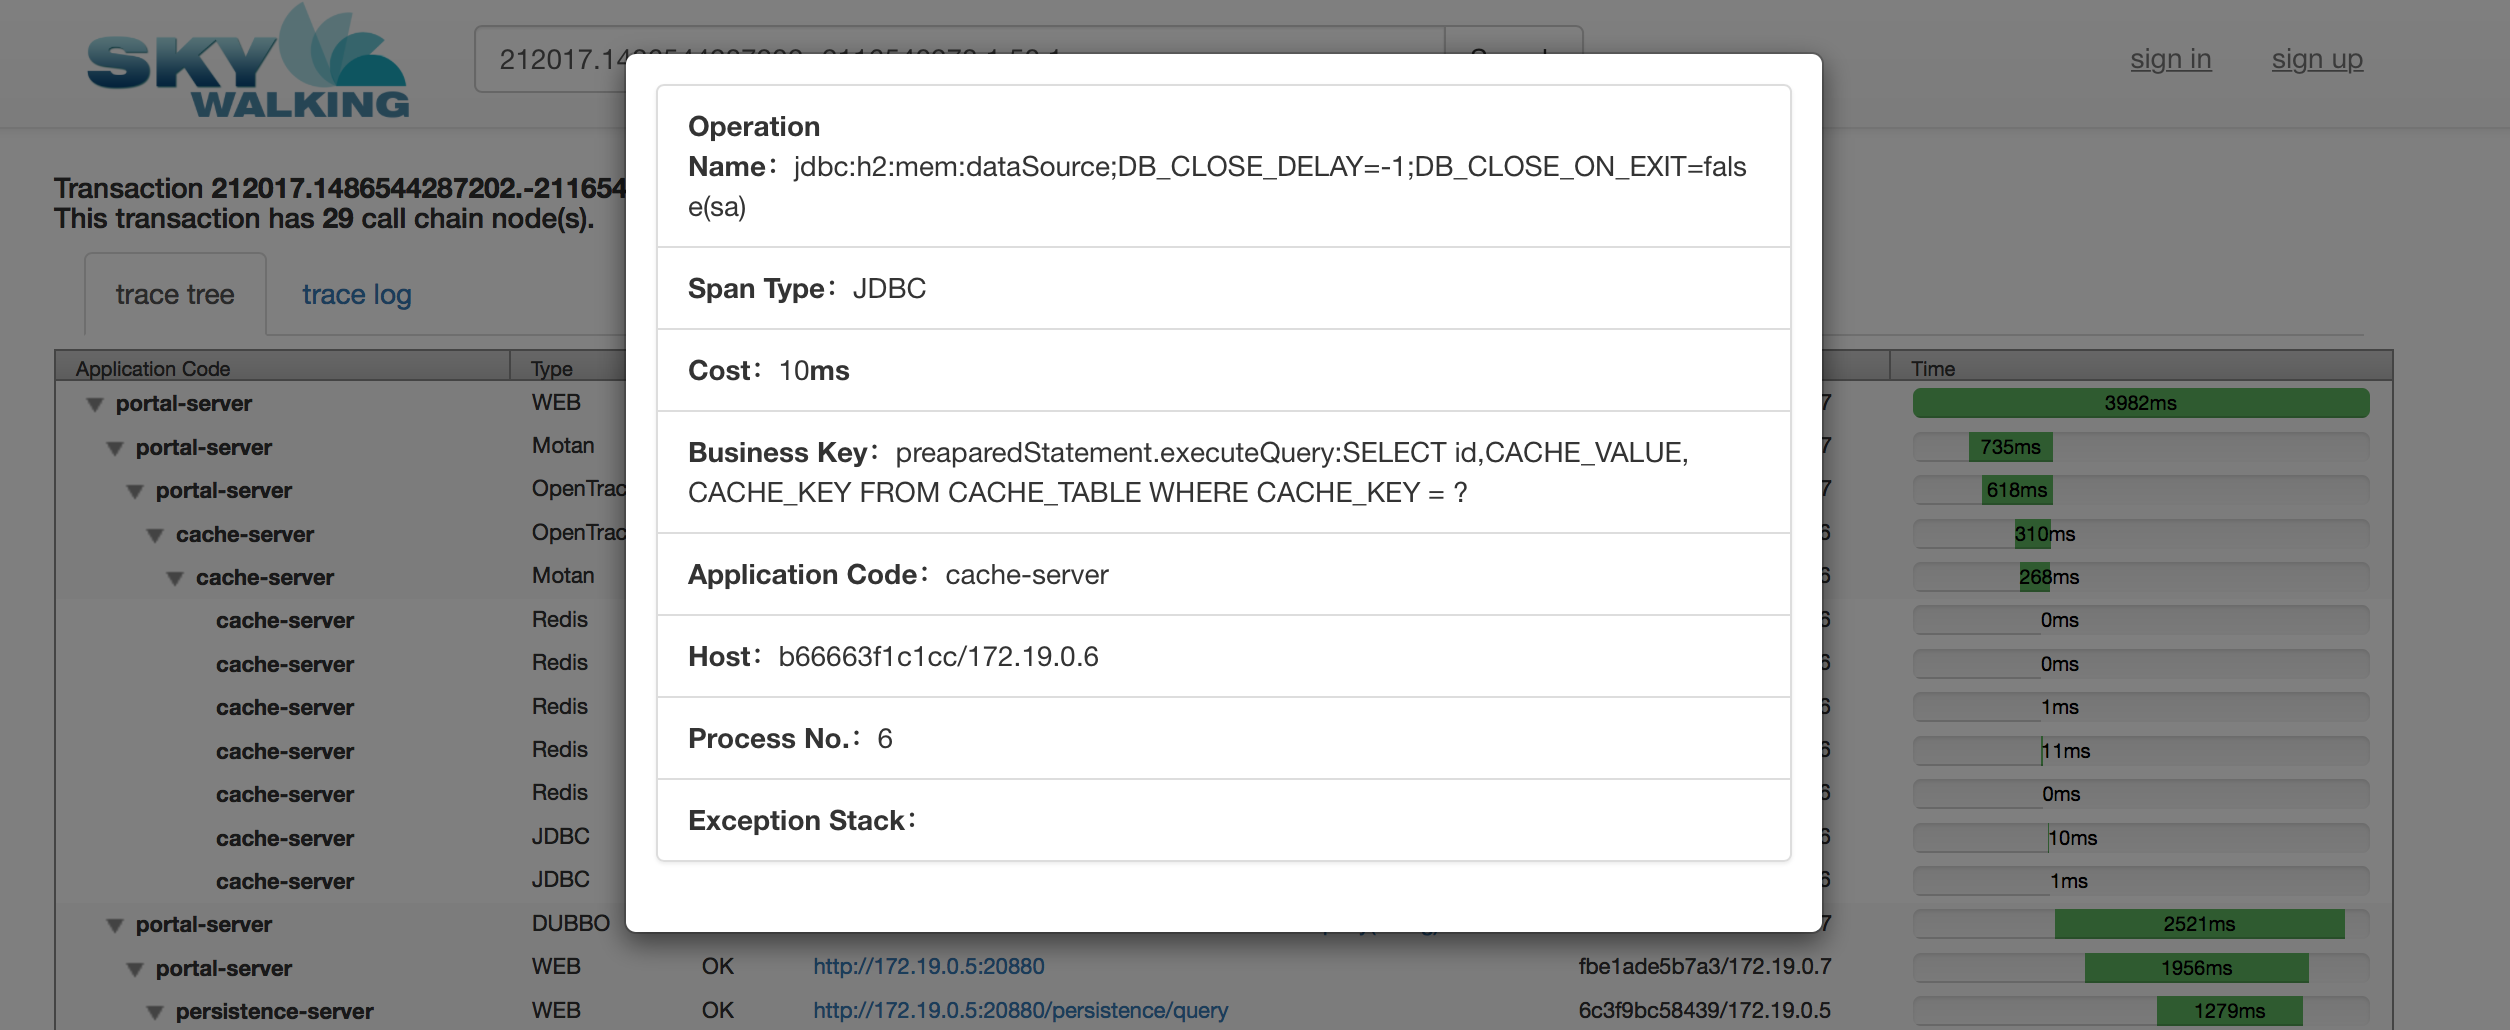 SKY
WALKING
sign in
sign up
Transaction 212017.1486544287202.-211654
This transaction has 29 call chain node(s).
trace tree
trace log
Operation
Name: jdbc:h2:mem:dataSource;DB_CLOSE_DELAY=-1;DB_CLOSE_ON_EXIT=fals
e(sa)
Span Type: JDBC
Cost: 10ms
Business Key: preaparedStatement.executeQuery:SELECT id,CACHE_VALUE,
CACHE_KEY FROM CACHE_TABLE WHERE CACHE_KEY = ?
Application Code: cache-server
Host: b66663f1c1cc/172.19.0.6
Process No.: 6
Exception Stack:
Application Code Type Time
portal-server WEB 7 3982ms
portal-server Motan 7 735ms
portal-server OpenTrac 7 618ms
cache-server OpenTrac 6 310ms
cache-server Motan 6 268ms
cache-server Redis 6 0ms
cache-server Redis 6 0ms
cache-server Redis 6 1ms
cache-server Redis 6 11ms
cache-server Redis 6 0ms
cache-server JDBC 6 10ms
cache-server JDBC 6 1ms
portal-server DUBBO 7 2521ms
portal-server WEB OK http://172.19.0.5:20880 fbe1ade5b7a3/172.19.0.7 1956ms
persistence-server WEB OK http://172.19.0.5:20880/persistence/query 6c3f9bc58439/172.19.0.5 1279ms